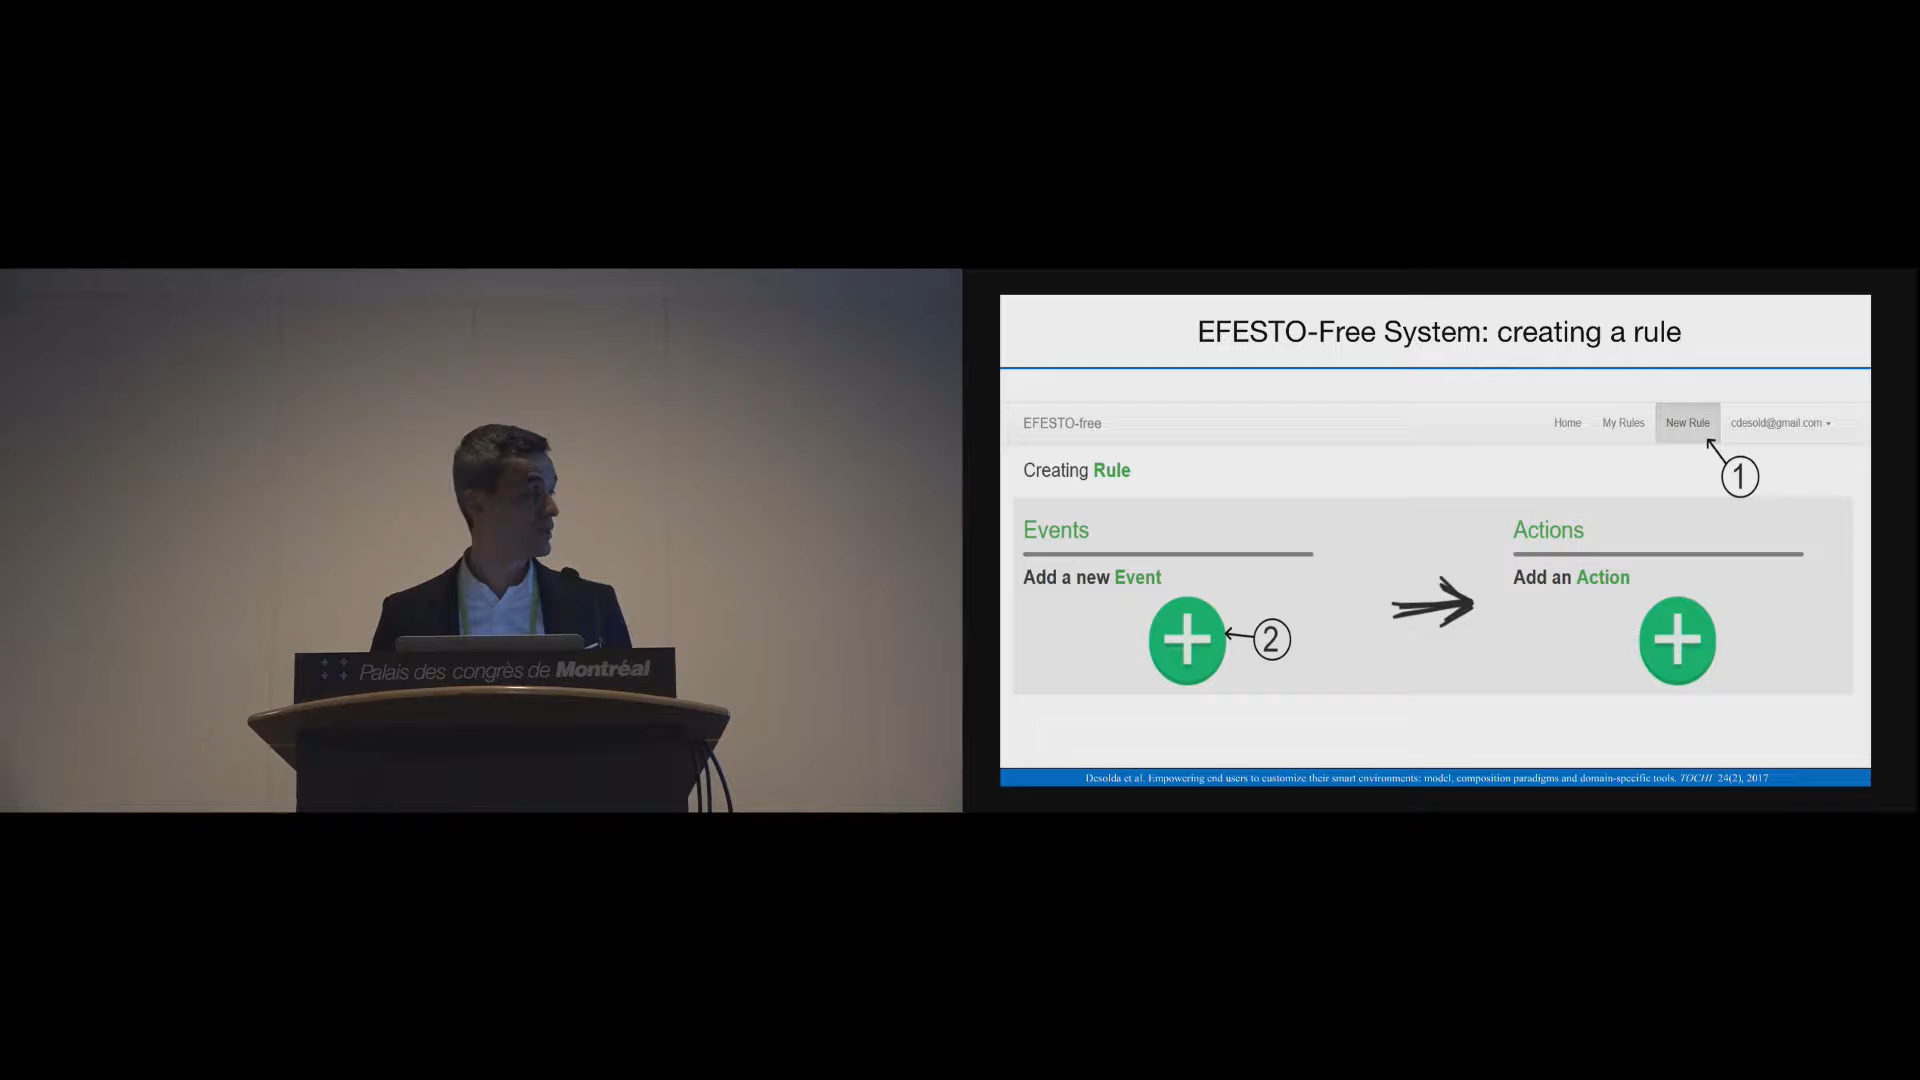 Palais des congrès de Montréal
EFESTO-Free System: creating a rule
EFESTO-free
Home
My Rules
New Rule
cdesold@gmail.com
1
Creating Rule
Events
Actions
Add a new Event
Add an Action
2
Desolda et al. Empowering end users to customize their smart environments: model, composition paradigms and domain-specific tools. TOCHI 24(2), 2017